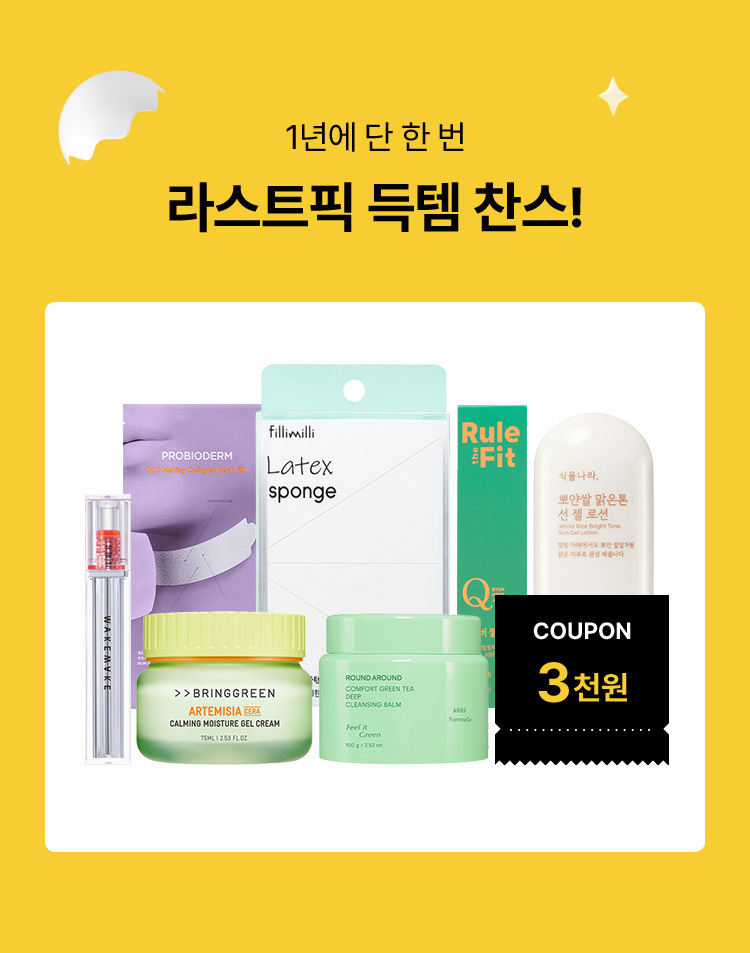 1년에 단 한 번
라스트픽 득템 찬스!
PROBIODERM
fillimilli
Latex
sponge
Rule
the
Fit
식물나라.
뽀얀쌀 맑은톤
선 젤 로션
White Rice Bright Tone
Sun Gel Lotion
WAKEMAKE
>>BRINGGREEN
ARTEMISIA CERA
CALMING MOISTURE GEL CREAM
75ML I 2.53 FL.OZ.
ROUND AROUND
COMFORT GREEN TEA
DEEP
CLEANSING BALM
Mild
Formula
Feel it
Green
100 g / 3.52 oz.
COUPON
3천원